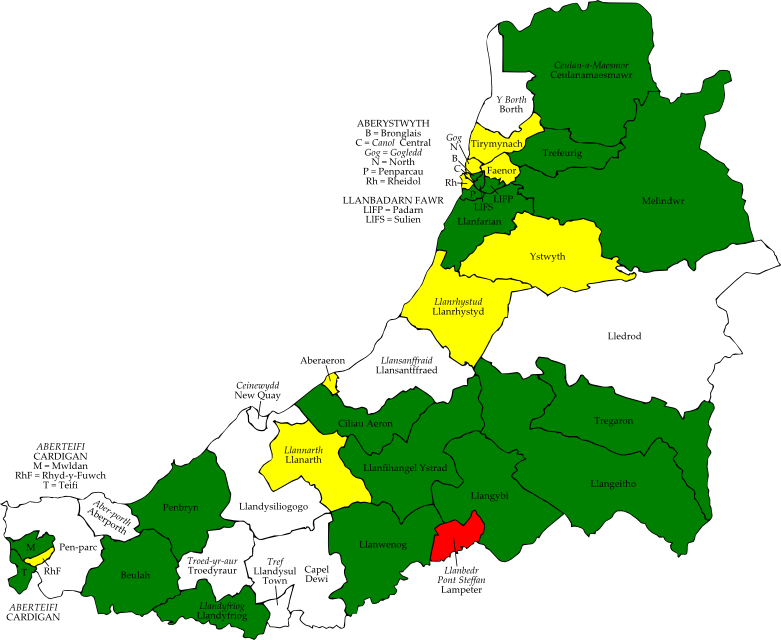 Ceulan-a-Maesmor
Ceulanamaesmawr
Y Borth
Borth
ABERYSTWYTH
B = Bronglais
C = Canol Central
Gog = Gogledd
N = North
P = Penparcau
Rh = Rheidol
LLANBADARN FAWR
LlFP = Padarn
LlFS = Sulien
Gog
N
B
C
Rh
P
Tirymynach
Trefeurig
Faenor
LlFP
LlFS
Melindwr
Llanfarian
Ystwyth
Llanrhystud
Llanrhystyd
Lledrod
Aberaeron
Llansanffraid
Llansantffraed
Ceinewydd
New Quay
Ciliau Aeron
Tregaron
ABERTEIFI
CARDIGAN
M = Mwldan
RhF = Rhyd-y-Fuwch
T = Teifi
Llannarth
Llanarth
Llanfihangel Ystrad
Llangeitho
Penbryn
Llandysiliogogo
Llangybi
Aber-porth
Aberporth
M
Pen-parc
Llanwenog
T
RhF
Beulah
Troed-yr-aur
Troedyraur
Tref
Llandysul
Town
Capel
Dewi
Llanbedr
Pont Steffan
Lampeter
ABERTEIFI
CARDIGAN
Llandyfriog
Llandyfriog